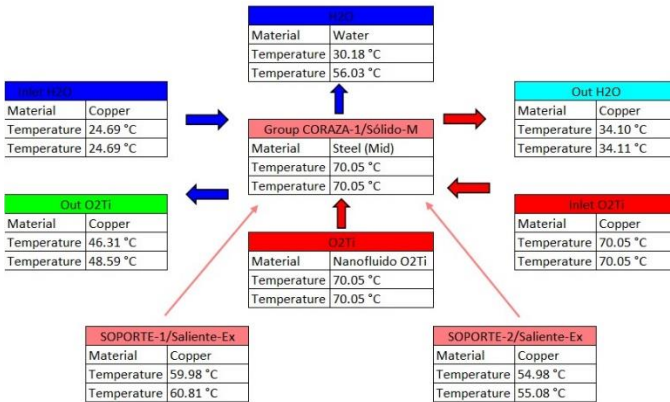 H2O
Material Water
Temperature 30.18 °C
Temperature 56.03 °C
Inlet H2O
Material Copper
Temperature 24.69 °C
Temperature 24.69 °C
Group CORAZA-1/Sólido-M
Material Steel (Mid)
Temperature 70.05 °C
Temperature 70.05 °C
Out H2O
Material Copper
Temperature 34.10 °C
Temperature 34.11 °C
Out O2Ti
Material Copper
Temperature 46.31 °C
Temperature 48.59 °C
O2Ti
Material Nanofluido O2Ti
Temperature 70.05 °C
Temperature 70.05 °C
Inlet O2Ti
Material Copper
Temperature 70.05 °C
Temperature 70.05 °C
SOPORTE-1/Saliente-Ex
Material Copper
Temperature 59.98 °C
Temperature 60.81 °C
SOPORTE-2/Saliente-Ex
Material Copper
Temperature 54.98 °C
Temperature 55.08 °C